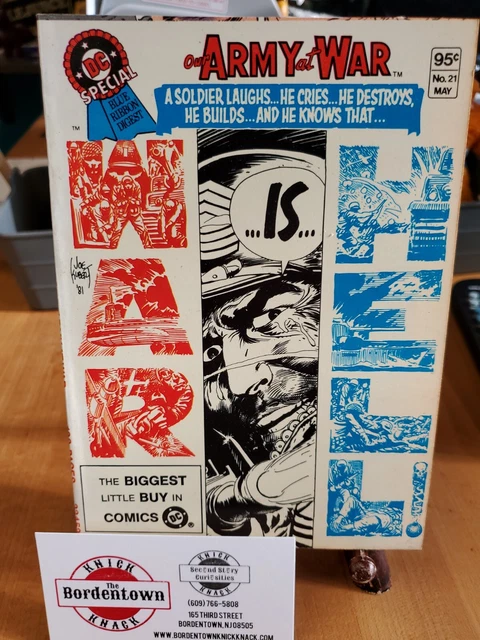 DC
SPECIAL
BLUE
RIBBON
DIGEST
TM
Our ARMY at WAR TM
95¢
No. 21
MAY
A SOLDIER LAUGHS...HE CRIES...HE DESTROYS,
HE BUILDS...AND HE KNOWS THAT...
WAR
...IS...
HELL
JOE
KUBERT
'81
THE BIGGEST
LITTLE BUY IN
COMICS DC ®
KNICK
The
Bordentown
KNACK
KNICK
Second Story
Curiosities
KNACK
(609) 766-5808
165 THIRD STREET
BORDENTOWN, NJ 08505
WWW.BORDENTOWNKNICKKNACK.COM